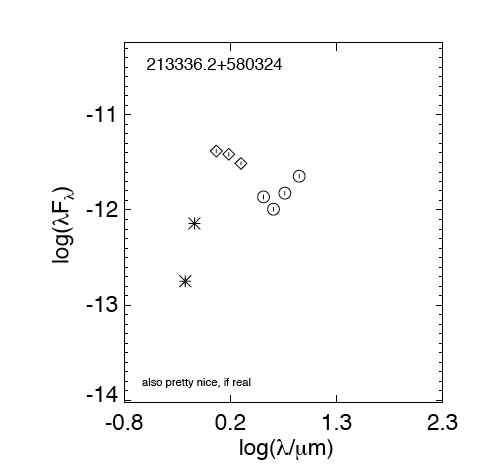 213336.2+580324
-11
-12
-13
-14
log(λFλ)
also pretty nice, if real
-0.8 0.2 1.3 2.3
log(λ/μm)